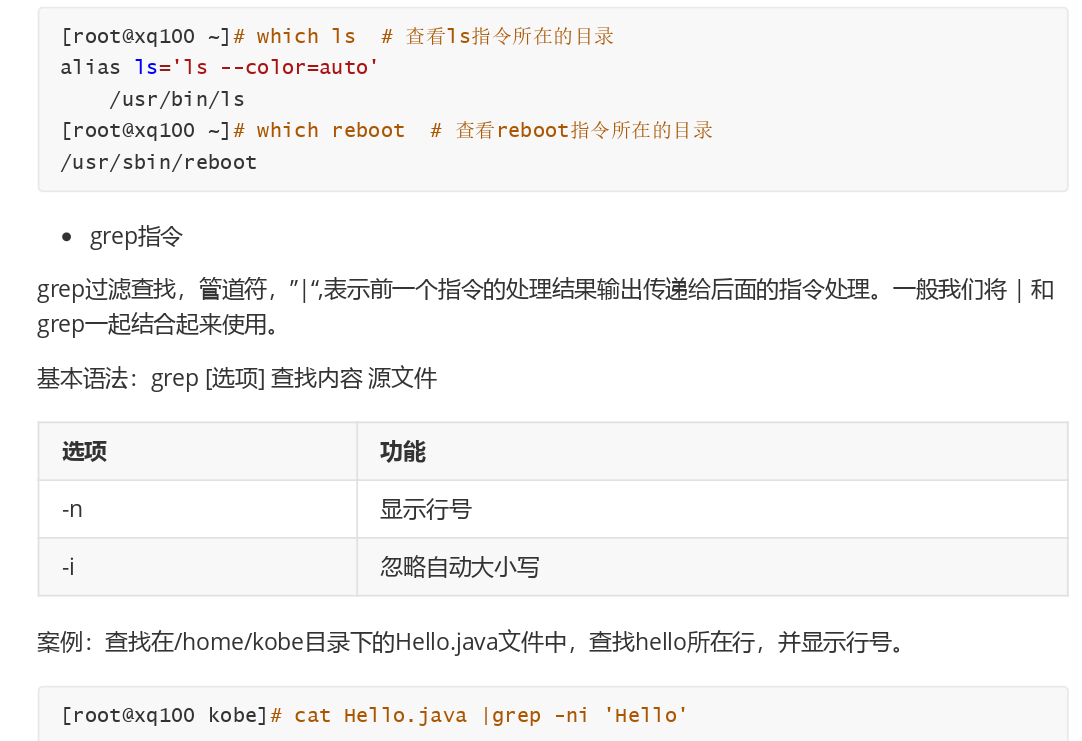 [root@xq100 ~]# which ls  # 查看ls指令所在的目录
alias ls='ls --color=auto'
    /usr/bin/ls
[root@xq100 ~]# which reboot  # 查看reboot指令所在的目录
/usr/sbin/reboot
• grep指令
grep过滤查找，管道符，”|“,表示前一个指令的处理结果输出传递给后面的指令处理。一般我们将 | 和
grep一起结合起来使用。
基本语法：grep [选项] 查找内容 源文件
选项 功能
-n 显示行号
-i 忽略自动大小写
案例：查找在/home/kobe目录下的Hello.java文件中，查找hello所在行，并显示行号。
[root@xq100 kobe]# cat Hello.java |grep -ni 'Hello'